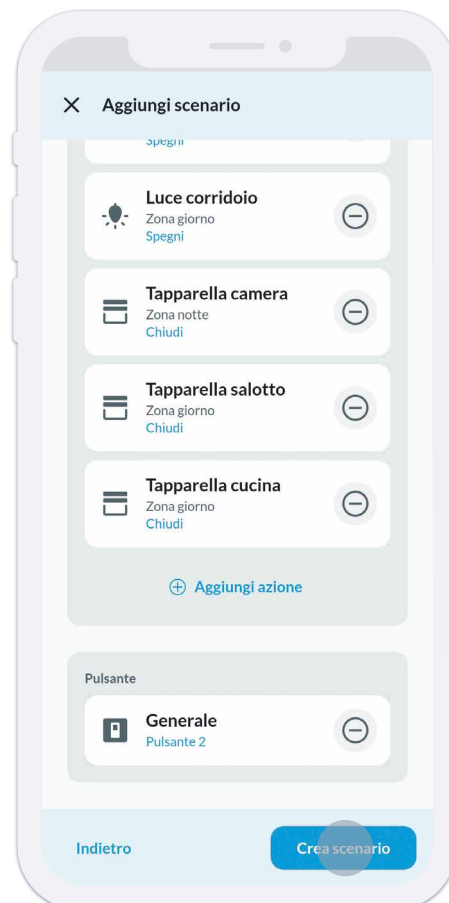 Aggiungi scenario
Spegni
Luce corridoio
Zona giorno
Spegni
Tapparella camera
Zona notte
Chiudi
Tapparella salotto
Zona giorno
Chiudi
Tapparella cucina
Zona giorno
Chiudi
Aggiungi azione
Pulsante
Generale
Pulsante 2
Indietro
Crea scenario